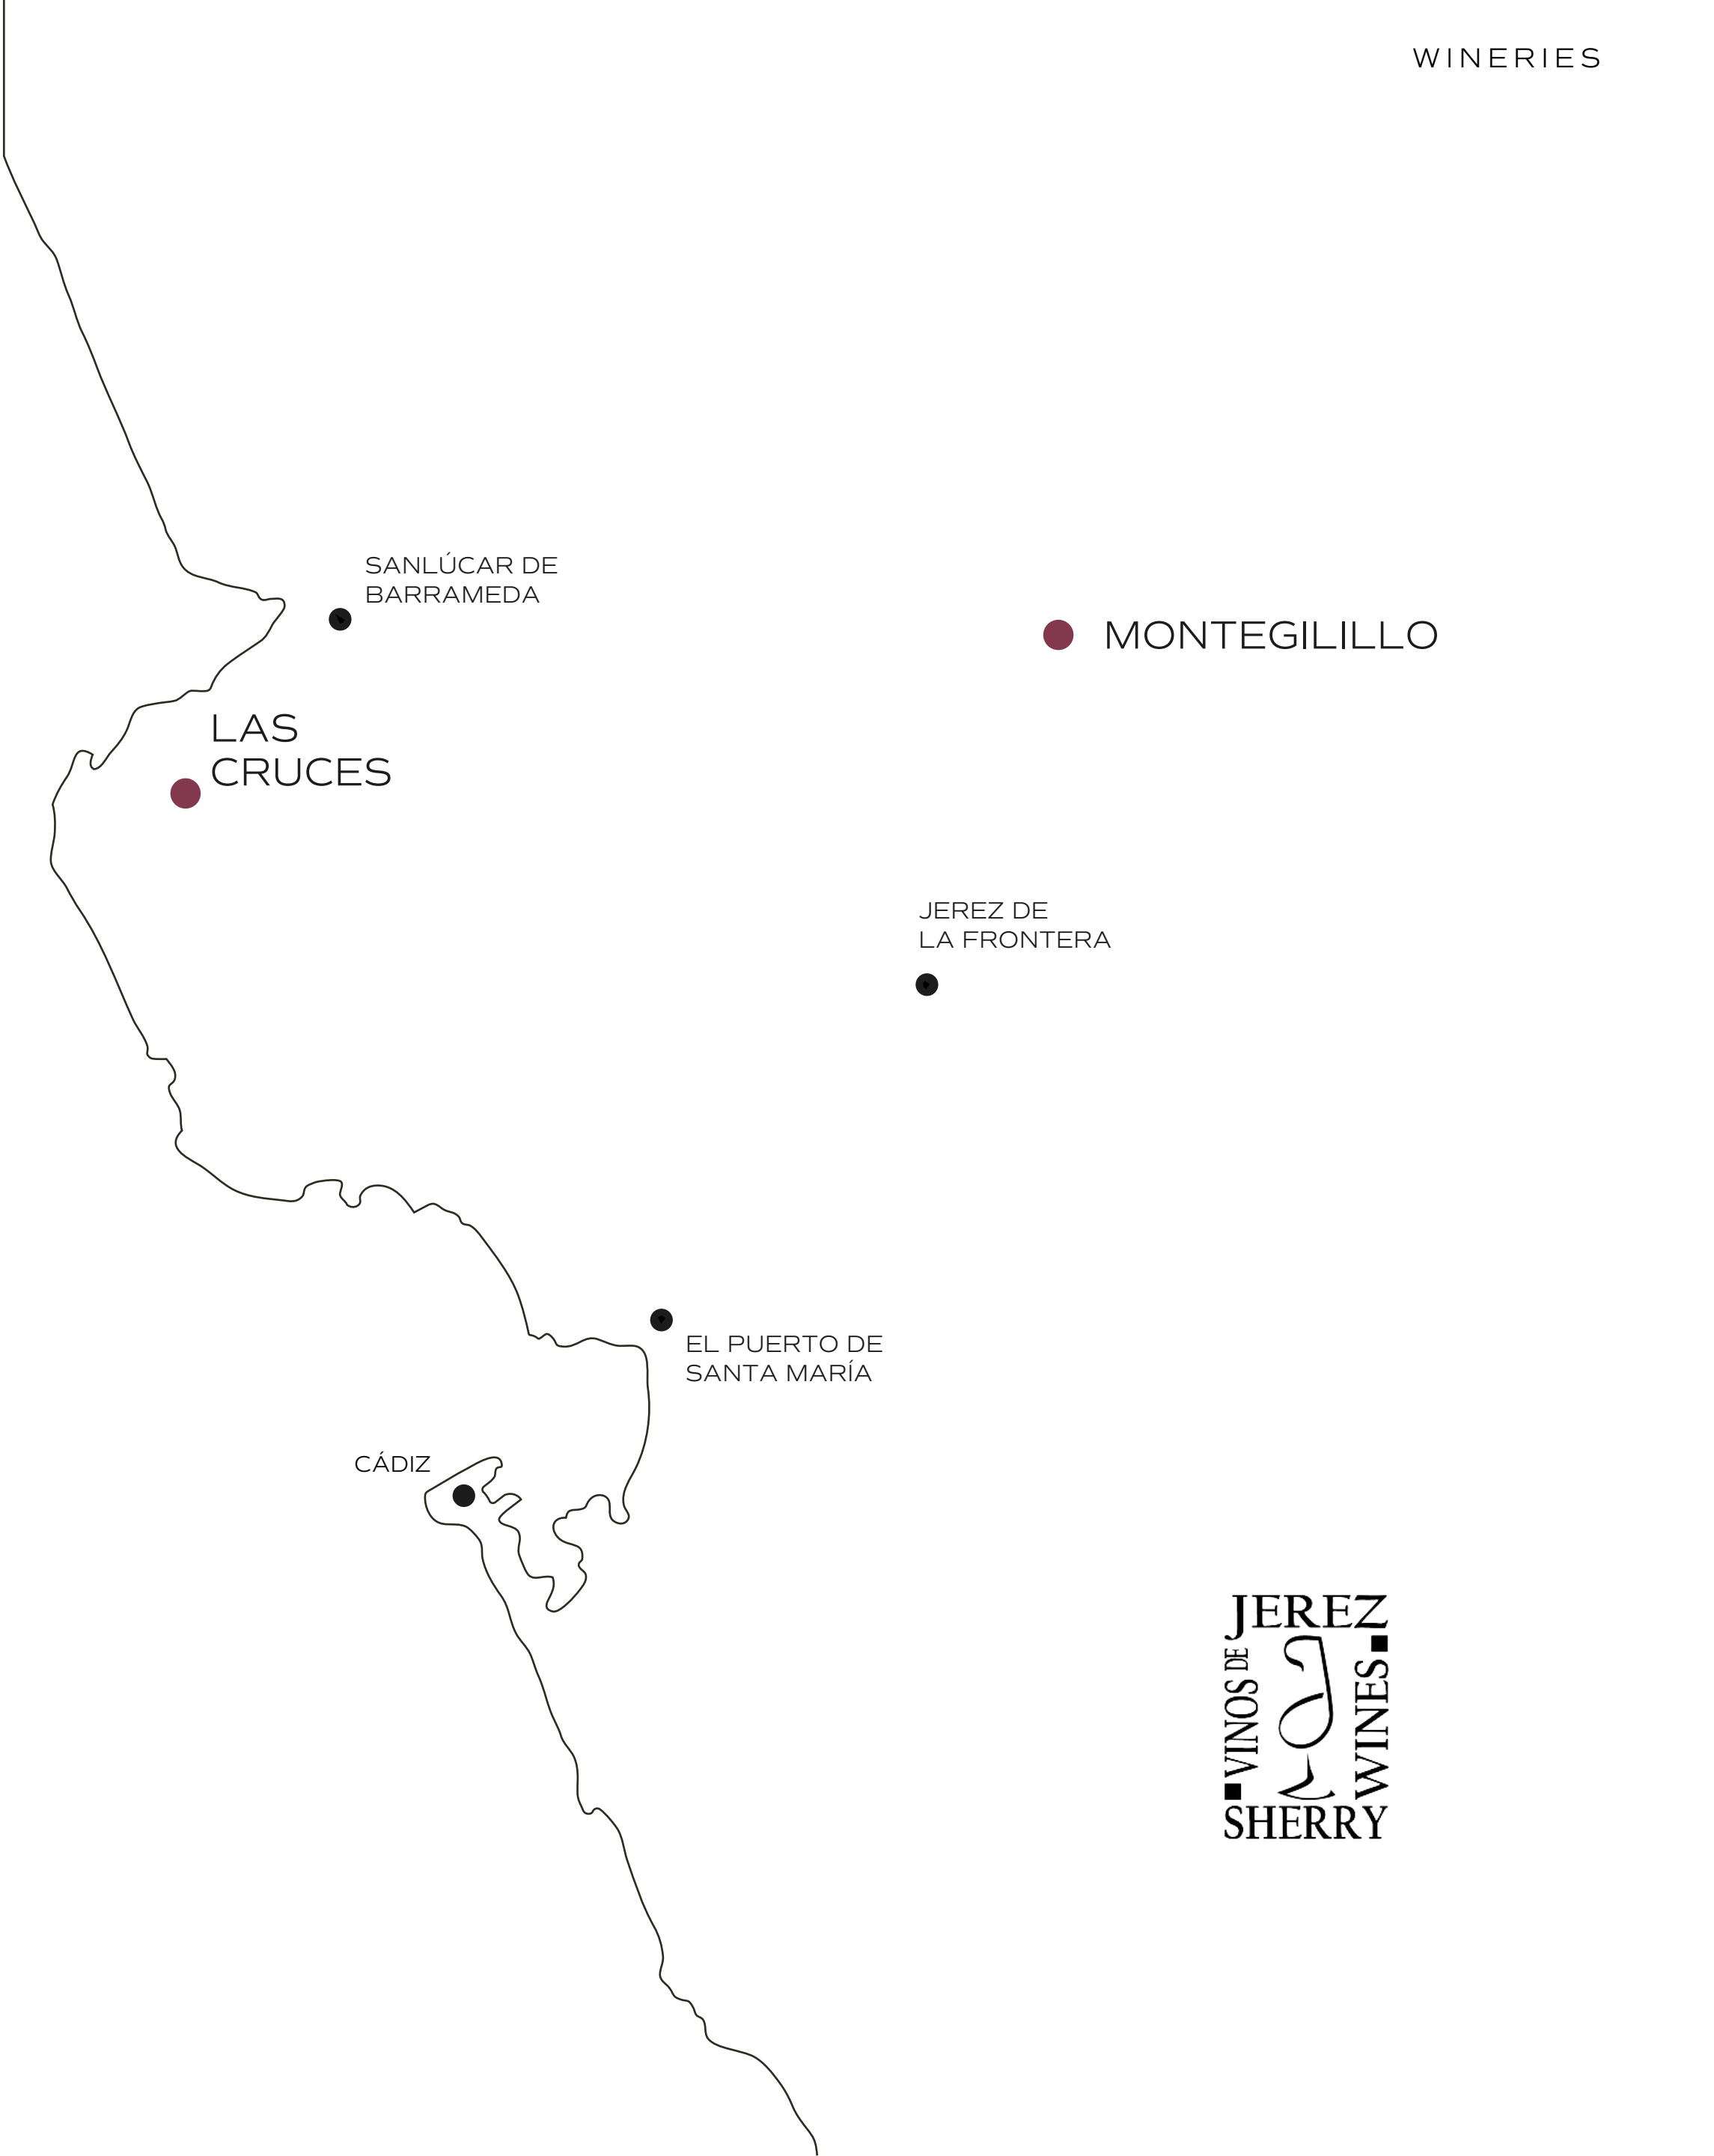 WINERIES
SANLÚCAR DE
BARRAMEDA
MONTEGILILLO
LAS
CRUCES
JEREZ DE
LA FRONTERA
EL PUERTO DE
SANTA MARÍA
CÁDIZ
JEREZ
VINOS DE
WINES
SHERRY